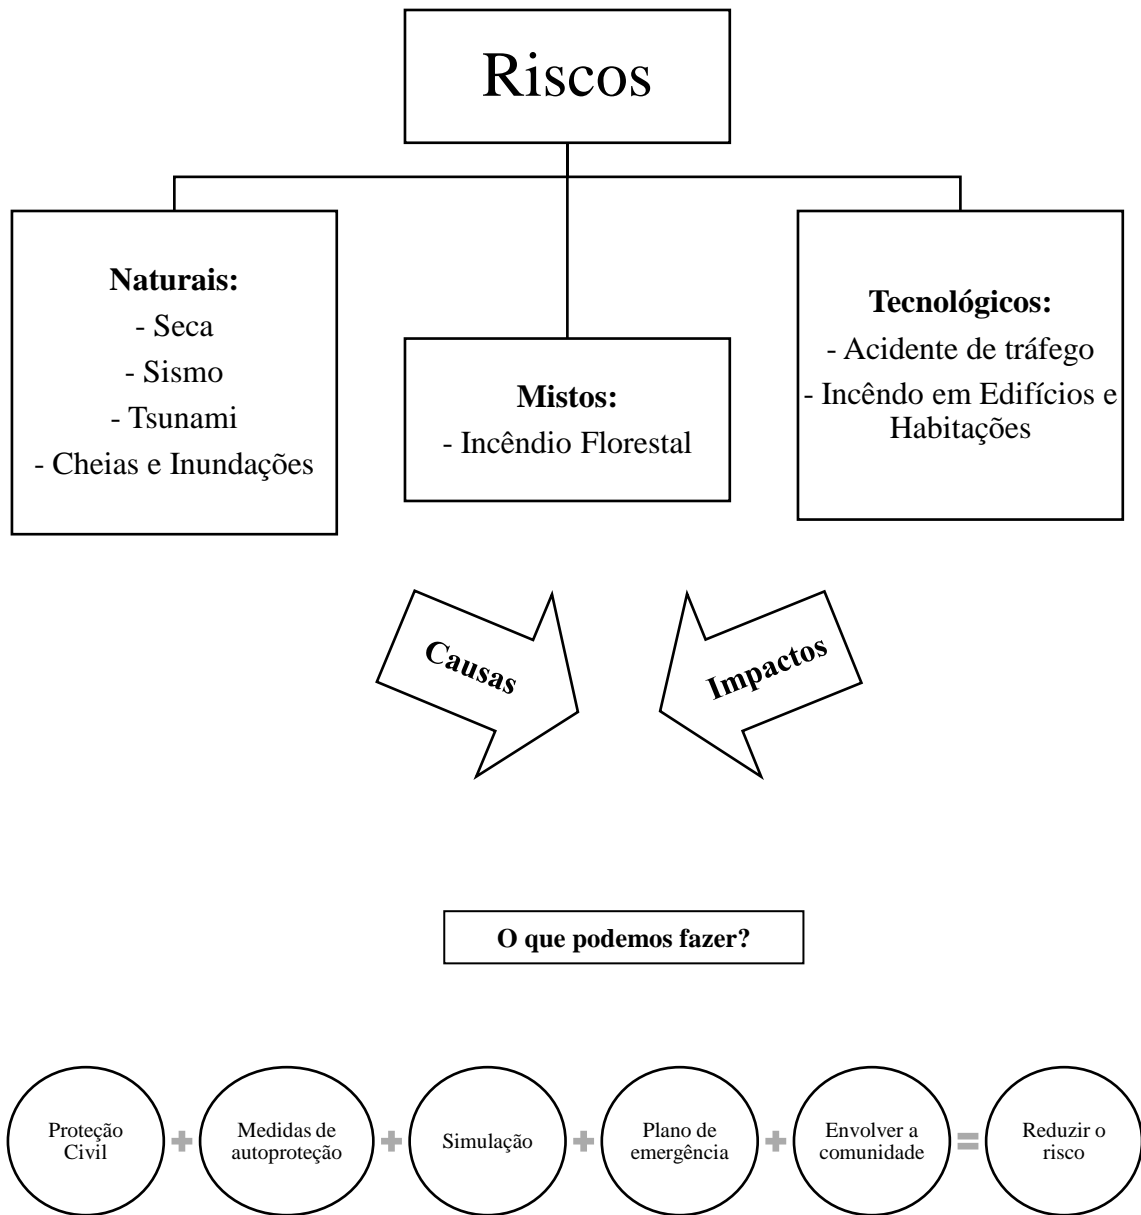 Riscos
Naturais:
- Seca
- Sismo
- Tsunami
- Cheias e Inundações
Mistos:
- Incêndio Florestal
Tecnológicos:
- Acidente de tráfego
- Incêndo em Edifícios e
Habitações
Causas
Impactos
O que podemos fazer?
Proteção
Civil
+
Medidas de
autoproteção
+
Simulação
+
Plano de
emergência
+
Envolver a
comunidade
=
Reduzir o
risco